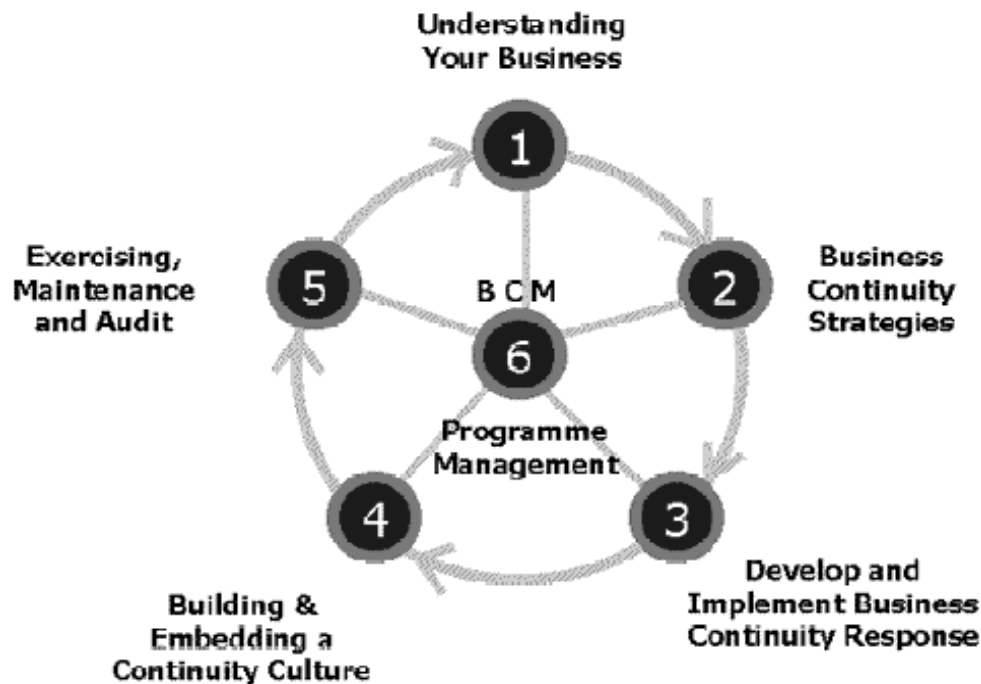 Understanding
Your Business
1
2
Business
Continuity
Strategies
Exercising,
Maintenance
and Audit
5
B C M
6
Programme
Management
4
3
Building &
Embedding a
Continuity Culture
Develop and
Implement Business
Continuity Response